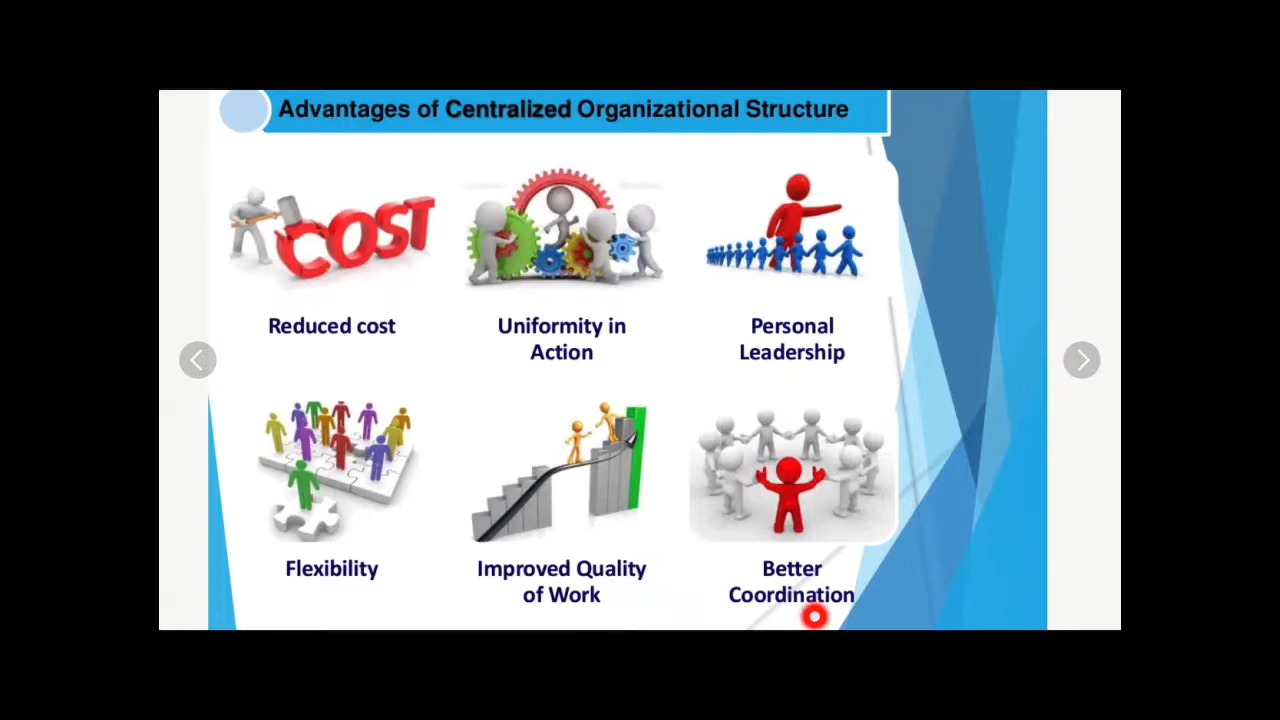 Advantages of Centralized Organizational Structure
COST
Reduced cost
Uniformity in
Action
Personal
Leadership
Flexibility
Improved Quality
of Work
Better
Coordination